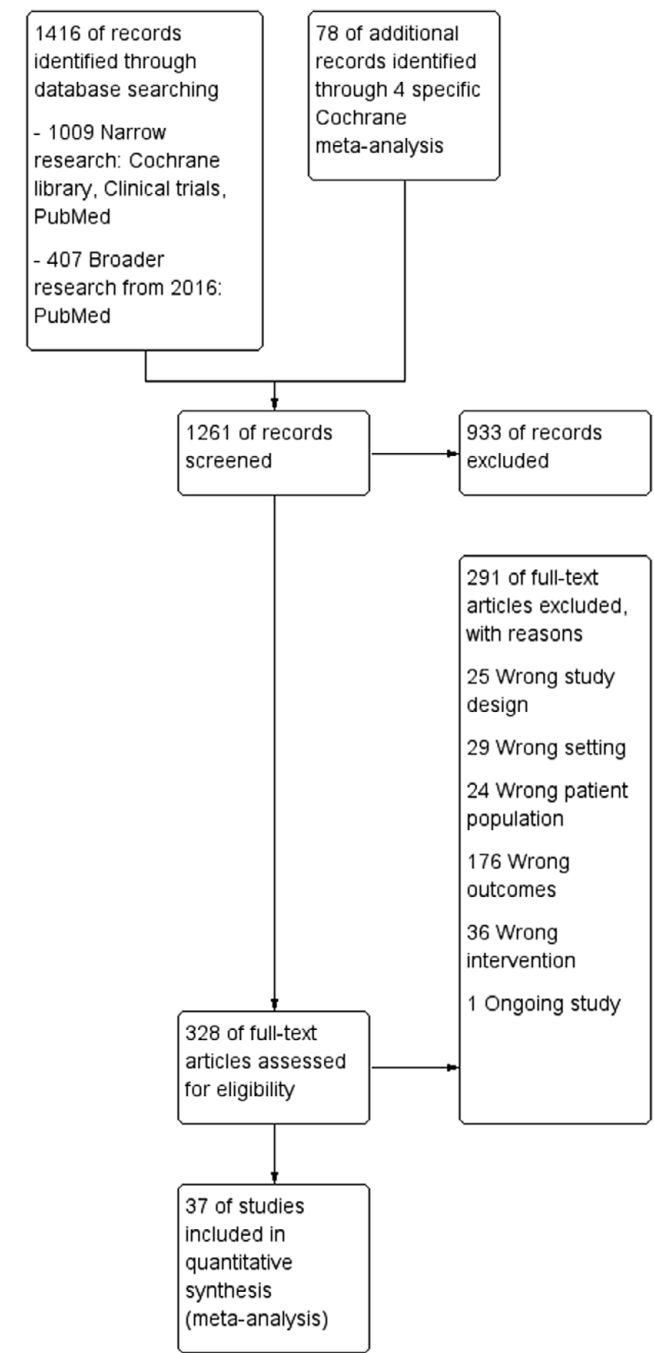 1416 of records
identified through
database searching
- 1009 Narrow
research: Cochrane
library, Clinical trials,
PubMed
- 407 Broader
research from 2016:
PubMed
78 of additional
records identified
through 4 specific
Cochrane
meta-analysis
1261 of records
screened
933 of records
excluded
291 of full-text
articles excluded,
with reasons
25 Wrong study
design
29 Wrong setting
24 Wrong patient
population
176 Wrong
outcomes
36 Wrong
intervention
1 Ongoing study
328 of full-text
articles assessed
for eligibility
37 of studies
included in
quantitative
synthesis
(meta-analysis)